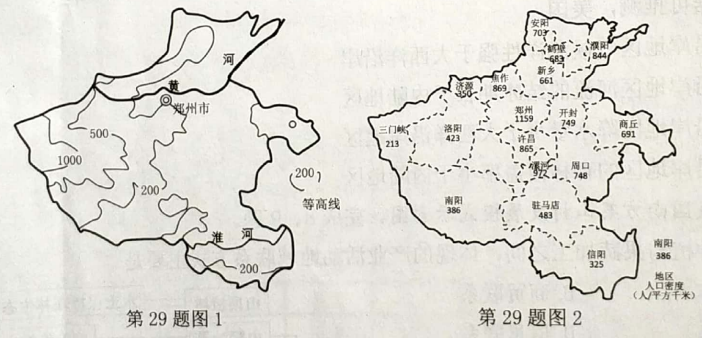 河
黄
郑州市
500
1000
200
200
等高线
淮 河
200
第29题图1
安阳
703
鹤壁
683
濮阳
844
新乡
661
焦作
869
济源
350
郑州
1159
开封
749
商丘
691
三门峡
213
洛阳
423
许昌
865
漯河
972
周口
748
南阳
386
驻马店
483
信阳
325
南阳
386
地区
人口密度
(人/平方千米)
第29题图2